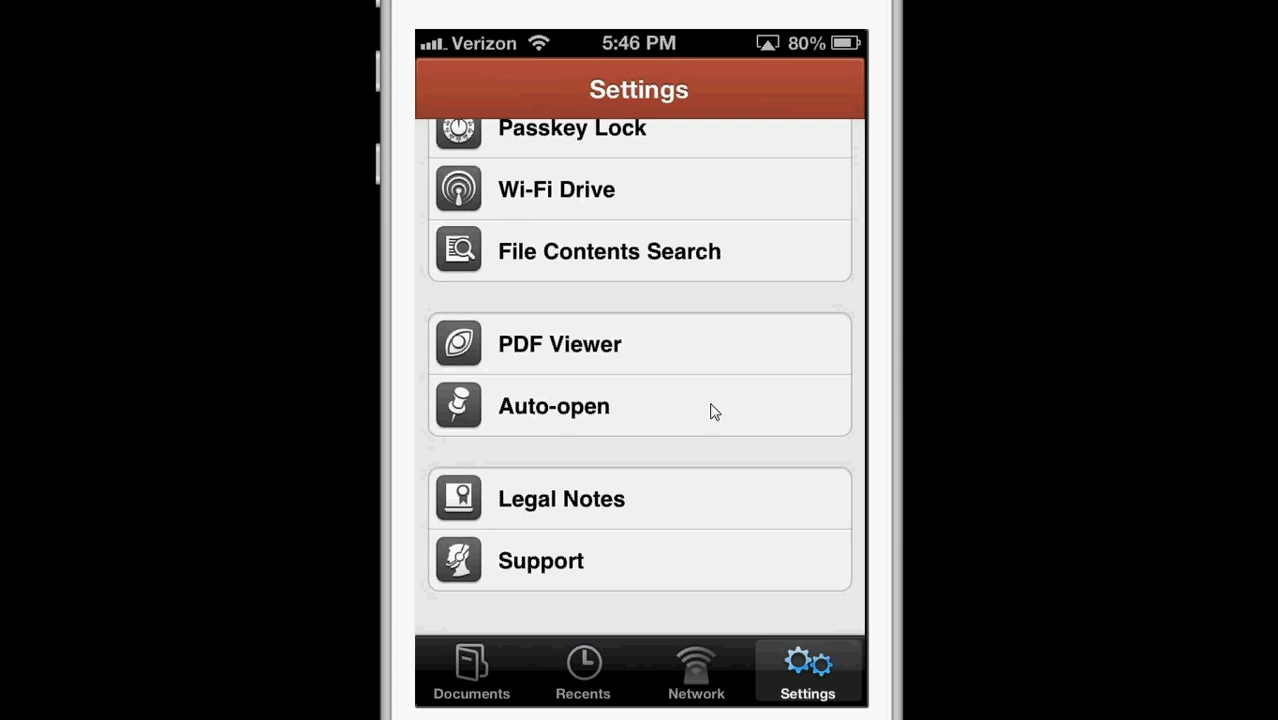 Verizon 5:46 PM 80%
Settings
Passkey Lock
Wi-Fi Drive
File Contents Search
PDF Viewer
Auto-open
Legal Notes
Support
Documents Recents Network Settings